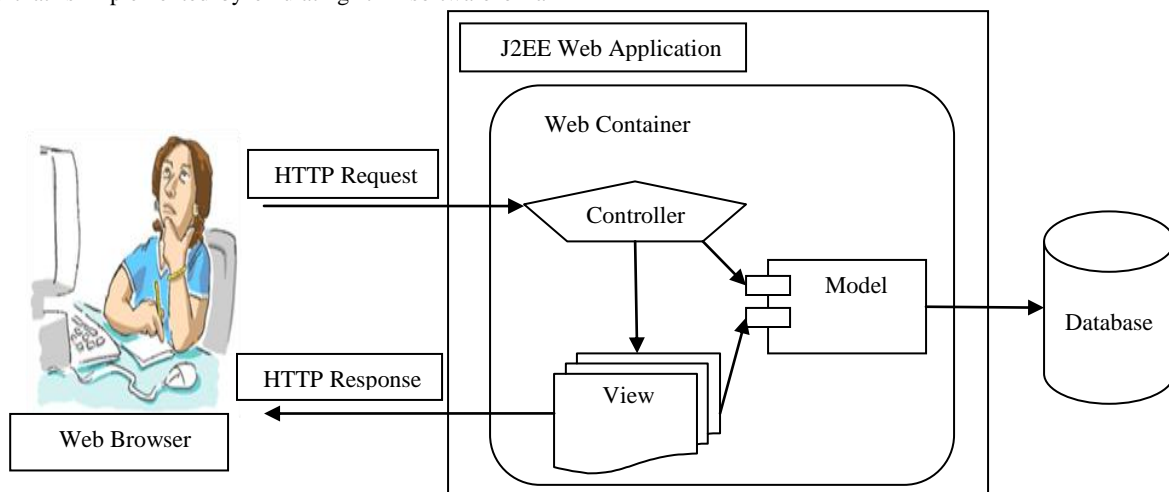 J2EE Web Application
Web Container
HTTP Request
Controller
Model
Database
HTTP Response
View
Web Browser